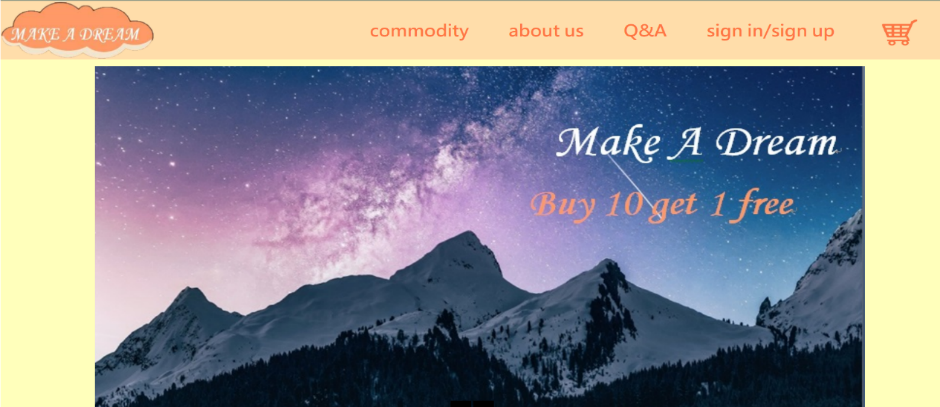 MAKE A DREAM
commodity about us Q&A sign in/sign up
Make A Dream
Buy 10 get 1 free